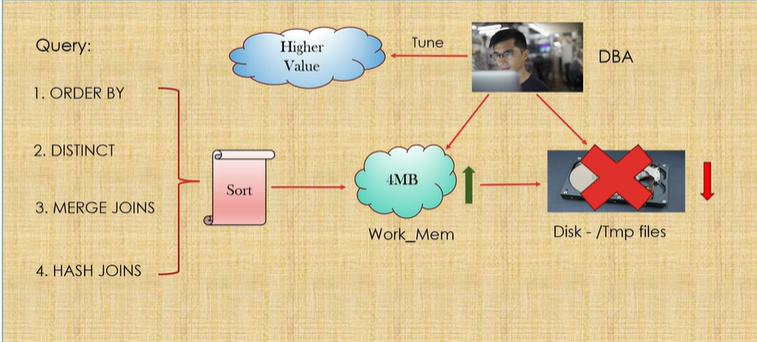 Query:
1. ORDER BY
2. DISTINCT
3. MERGE JOINS
4. HASH JOINS
Sort
Higher
Value
Tune
DBA
4MB
Work_Mem
Disk - /Tmp files